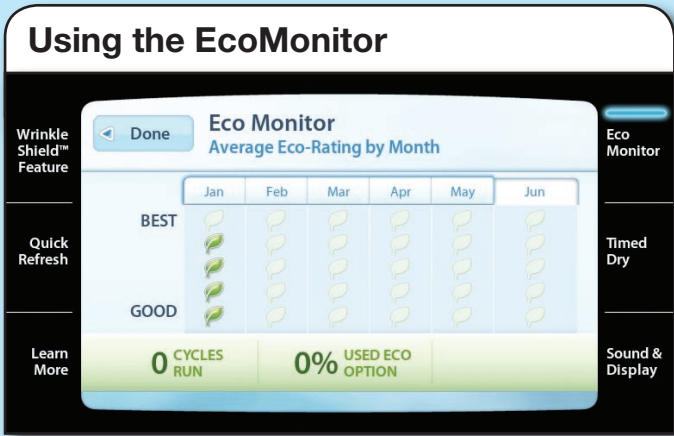 Using the EcoMonitor
Wrinkle
Shield™
Feature
Quick
Refresh
Learn
More
Done
Eco Monitor
Average Eco-Rating by Month
Jan Feb Mar Apr May Jun
BEST
GOOD
0 CYCLES
RUN
0% USED ECO
OPTION
Eco
Monitor
Timed
Dry
Sound &
Display